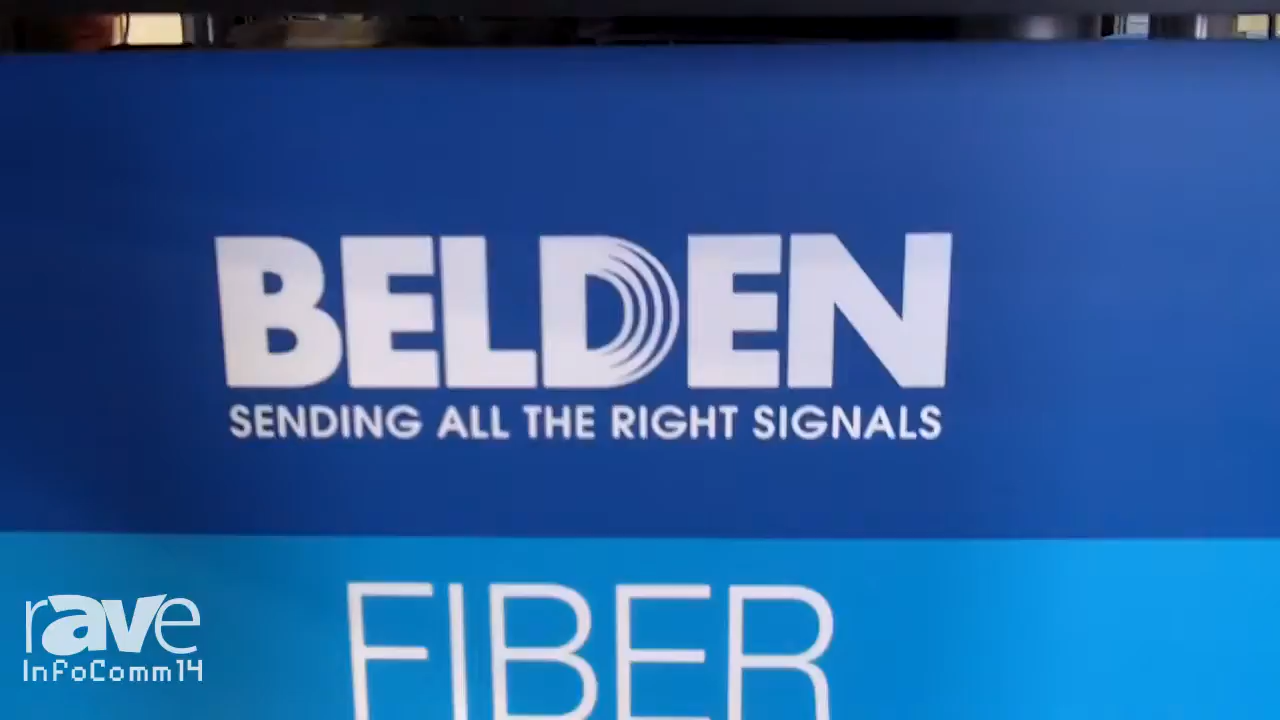 BELDEN
SENDING ALL THE RIGHT SIGNALS
FIBER
rave
InFoComm14